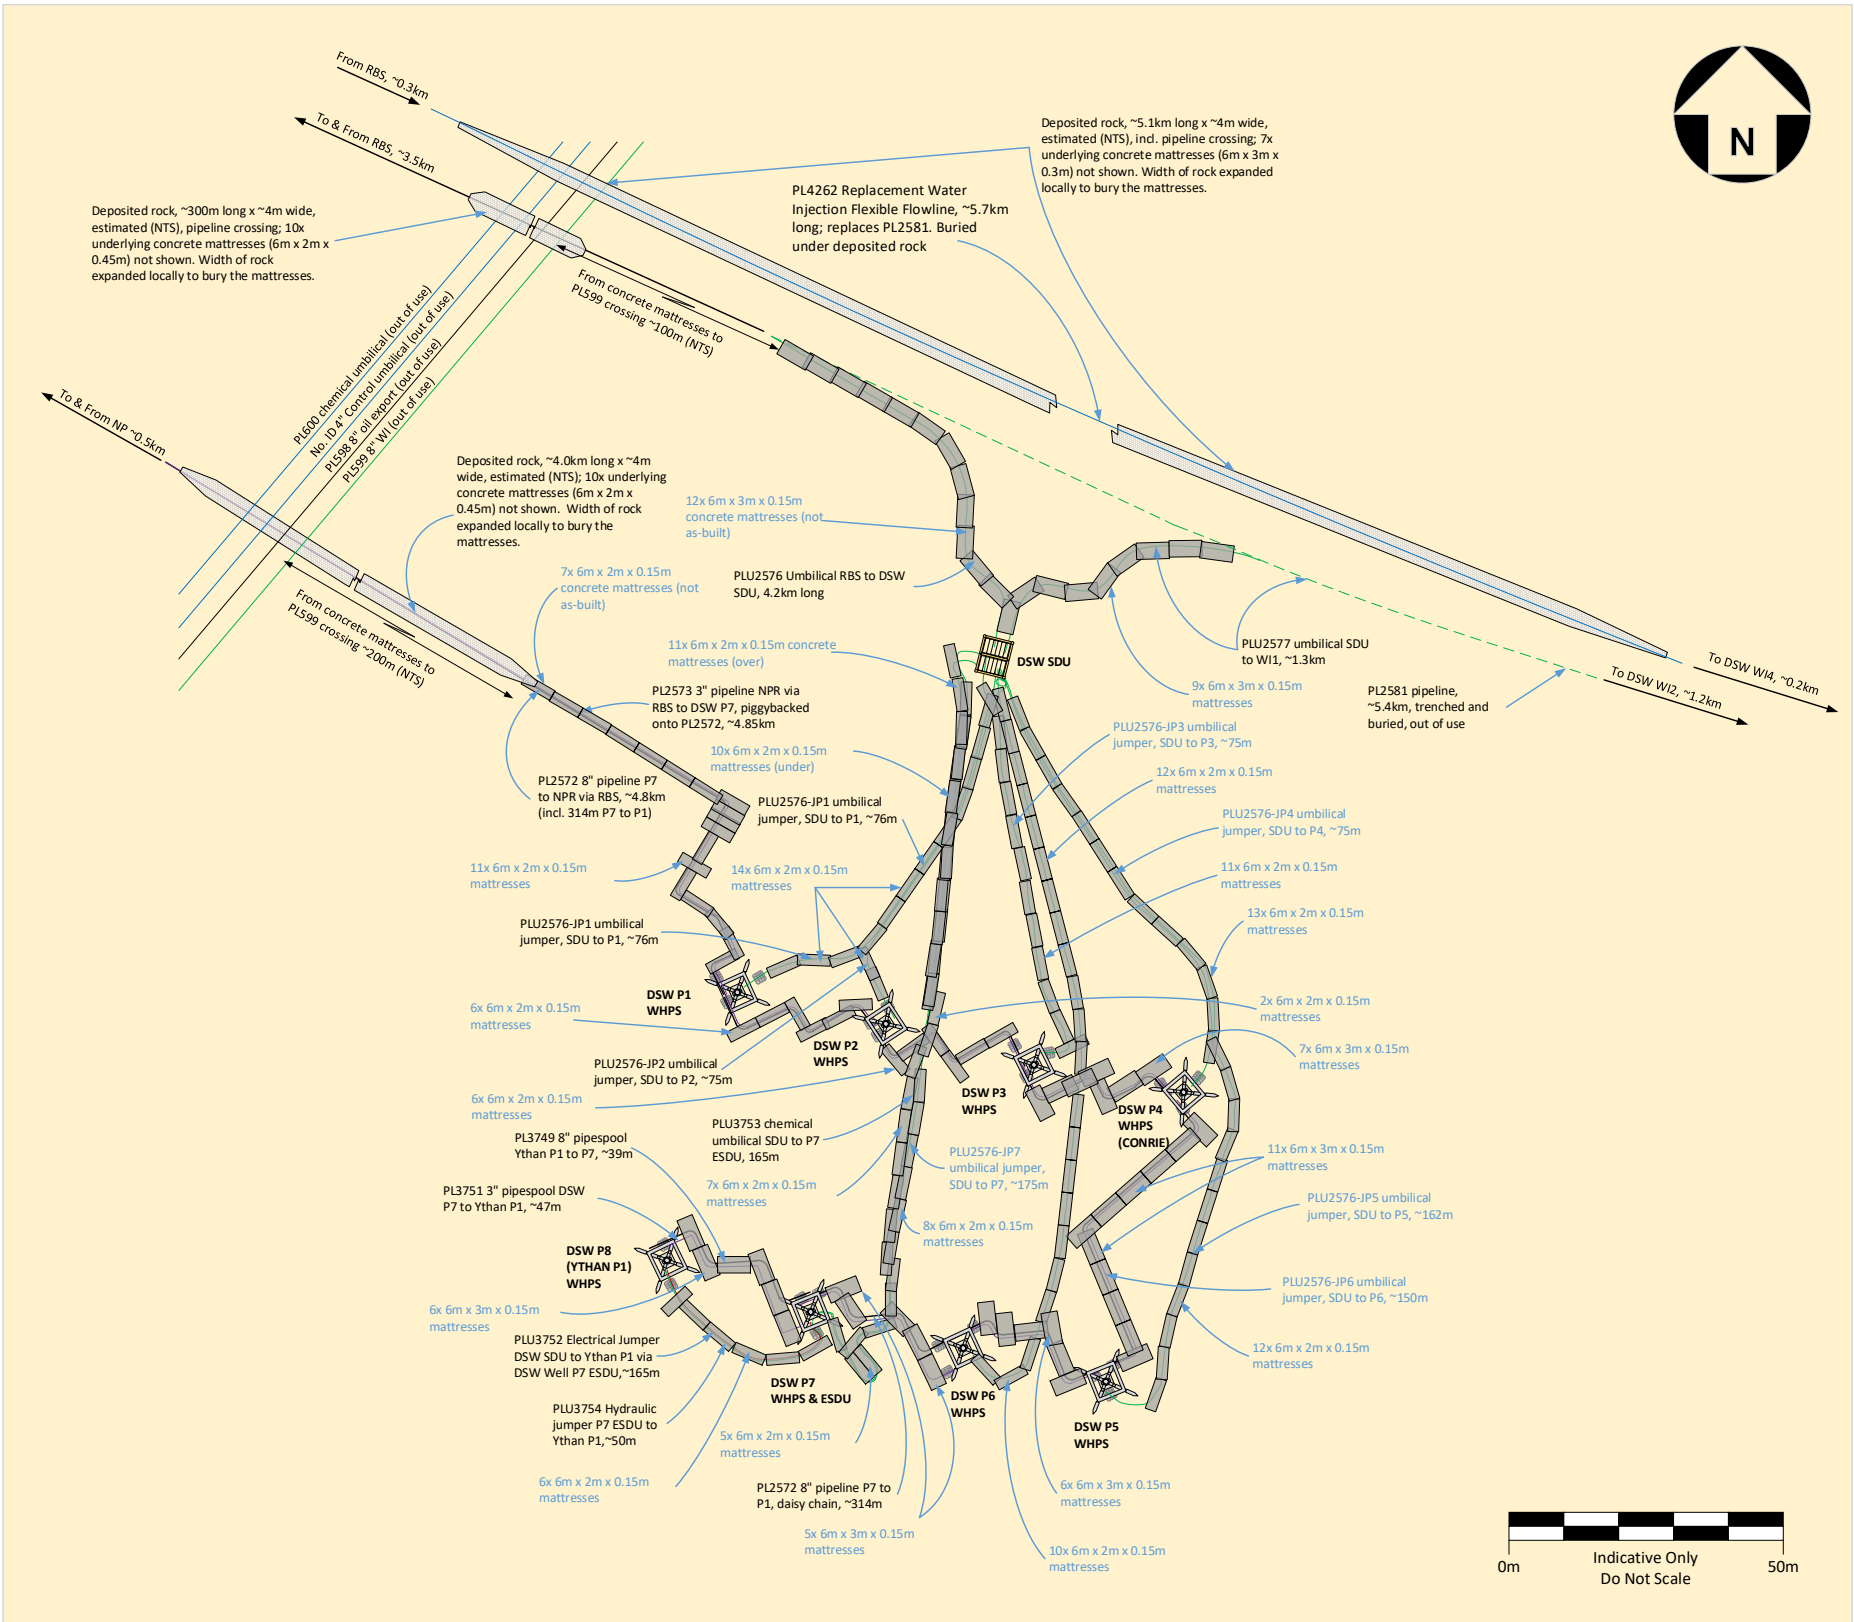 From RBS, ~0.3km
To & From RBS, ~3.5km
Deposited rock, ~5.1km long x ~4m wide,
estimated (NTS), incl. pipeline crossing; 7x
underlying concrete mattresses (6m x 3m x
0.3m) not shown. Width of rock expanded
locally to bury the mattresses.
N
PL4262 Replacement Water
Injection Flexible Flowline, ~5.7km
long; replaces PL2581. Buried
under deposited rock
Deposited rock, ~300m long x ~4m wide,
estimated (NTS), pipeline crossing; 10x
underlying concrete mattresses (6m x 2m x
0.45m) not shown. Width of rock
expanded locally to bury the mattresses.
From concrete mattresses to
PL599 crossing ~100m (NTS)
PL600 chemical umbilical (out of use)
No. ID 4" Control umbilical (out of use)
PL598 8" oil export (out of use)
PL599 8" WI (out of use)
To & From NP ~0.5km
Deposited rock, ~4.0km long x ~4m
wide, estimated (NTS); 10x underlying
concrete mattresses (6m x 2m x
0.45m) not shown. Width of rock
expanded locally to bury the
mattresses.
12x 6m x 3m x 0.15m
concrete mattresses (not
as-built)
7x 6m x 2m x 0.15m
concrete mattresses (not
as-built)
PLU2576 Umbilical RBS to DSW
SDU, 4.2km long
From concrete mattresses to
PL599 crossing ~200m (NTS)
11x 6m x 2m x 0.15m concrete
mattresses (over)
DSW SDU
PLU2577 umbilical SDU
to WI1, ~1.3km
To DSW WI4, ~0.2km
To DSW WI2, ~1.2km
PL2581 pipeline,
~5.4km, trenched and
buried, out of use
9x 6m x 3m x 0.15m
mattresses
PL2573 3" pipeline NPR via
RBS to DSW P7, piggybacked
onto PL2572, ~4.85km
PLU2576-JP3 umbilical
jumper, SDU to P3, ~75m
10x 6m x 2m x 0.15m
mattresses (under)
12x 6m x 2m x 0.15m
mattresses
PL2572 8" pipeline P7
to NPR via RBS, ~4.8km
(incl. 314m P7 to P1)
PLU2576-JP1 umbilical
jumper, SDU to P1, ~76m
PLU2576-JP4 umbilical
jumper, SDU to P4, ~75m
11x 6m x 2m x 0.15m
mattresses
14x 6m x 2m x 0.15m
mattresses
11x 6m x 2m x 0.15m
mattresses
13x 6m x 2m x 0.15m
mattresses
PLU2576-JP1 umbilical
jumper, SDU to P1, ~76m
DSW P1
WHPS
6x 6m x 2m x 0.15m
mattresses
2x 6m x 2m x 0.15m
mattresses
DSW P2
WHPS
7x 6m x 3m x 0.15m
mattresses
PLU2576-JP2 umbilical
jumper, SDU to P2, ~75m
DSW P3
WHPS
6x 6m x 2m x 0.15m
mattresses
DSW P4
WHPS
(CONRIE)
PLU3753 chemical
umbilical SDU to P7
ESDU, 165m
PL3749 8" pipespool
Ythan P1 to P7, ~39m
PLU2576-JP7
umbilical jumper,
SDU to P7, ~175m
11x 6m x 3m x 0.15m
mattresses
7x 6m x 2m x 0.15m
mattresses
PL3751 3" pipespool DSW
P7 to Ythan P1, ~47m
PLU2576-JP5 umbilical
jumper, SDU to P5, ~162m
8x 6m x 2m x 0.15m
mattresses
DSW P8
(YTHAN P1)
WHPS
PLU2576-JP6 umbilical
jumper, SDU to P6, ~150m
6x 6m x 3m x 0.15m
mattresses
PLU3752 Electrical Jumper
DSW SDU to Ythan P1 via
DSW Well P7 ESDU,~165m
12x 6m x 2m x 0.15m
mattresses
DSW P7
WHPS & ESDU
DSW P6
WHPS
DSW P5
WHPS
PLU3754 Hydraulic
jumper P7 ESDU to
Ythan P1,~50m
5x 6m x 2m x 0.15m
mattresses
6x 6m x 2m x 0.15m
mattresses
PL2572 8" pipeline P7 to
P1, daisy chain, ~314m
6x 6m x 3m x 0.15m
mattresses
5x 6m x 3m x 0.15m
mattresses
10x 6m x 2m x 0.15m
mattresses
0m
Indicative Only
Do Not Scale
50m